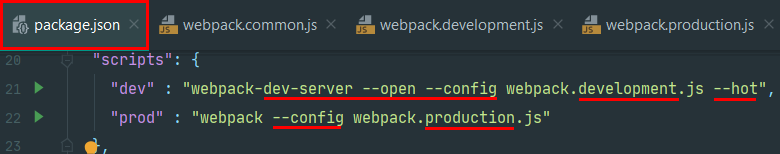 package.json × webpack.common.js × webpack.development.js × webpack.production.js ×
20 "scripts": {
21 "dev" : "webpack-dev-server --open --config webpack.development.js --hot",
22 "prod" : "webpack --config webpack.production.js"
23 },